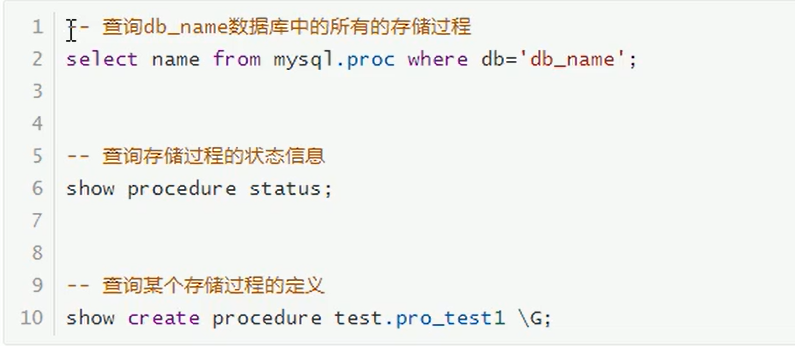 1 -- 查询db_name数据库中的所有的存储过程
2 select name from mysql.proc where db='db_name';
3
4
5 -- 查询存储过程的状态信息
6 show procedure status;
7
8
9 -- 查询某个存储过程的定义
10 show create procedure test.pro_test1 \G;